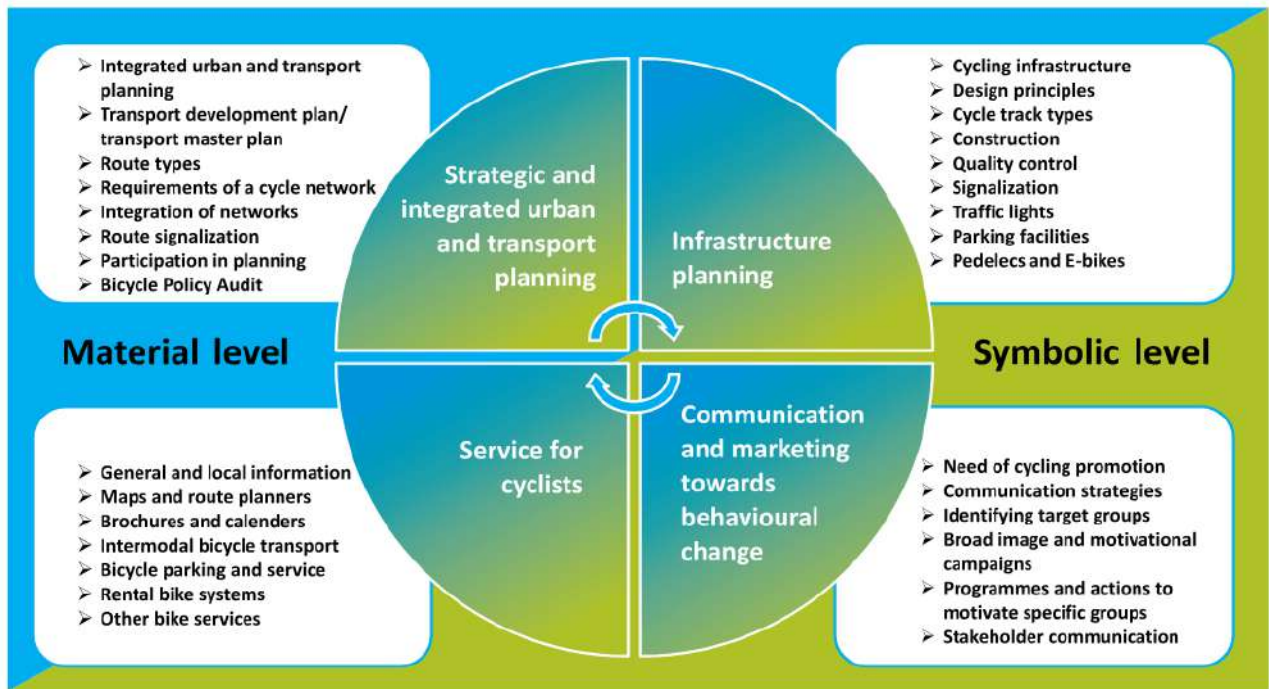 ➢ Integrated urban and transport
planning
➢ Transport development plan/
transport master plan
➢ Route types
➢ Requirements of a cycle network
➢ Integration of networks
➢ Route signalization
➢ Participation in planning
➢ Bicycle Policy Audit
Strategic and
integrated urban
and transport
planning
Infrastructure
planning
➢ Cycling infrastructure
➢ Design principles
➢ Cycle track types
➢ Construction
➢ Quality control
➢ Signalization
➢ Traffic lights
➢ Parking facilities
➢ Pedelecs and E-bikes
Material level
Symbolic level
➢ General and local information
➢ Maps and route planners
➢ Brochures and calenders
➢ Intermodal bicycle transport
➢ Bicycle parking and service
➢ Rental bike systems
➢ Other bike services
Service for
cyclists
Communication
and marketing
towards
behavioural
change
➢ Need of cycling promotion
➢ Communication strategies
➢ Identifying target groups
➢ Broad image and motivational
campaigns
➢ Programmes and actions to
motivate specific groups
➢ Stakeholder communication